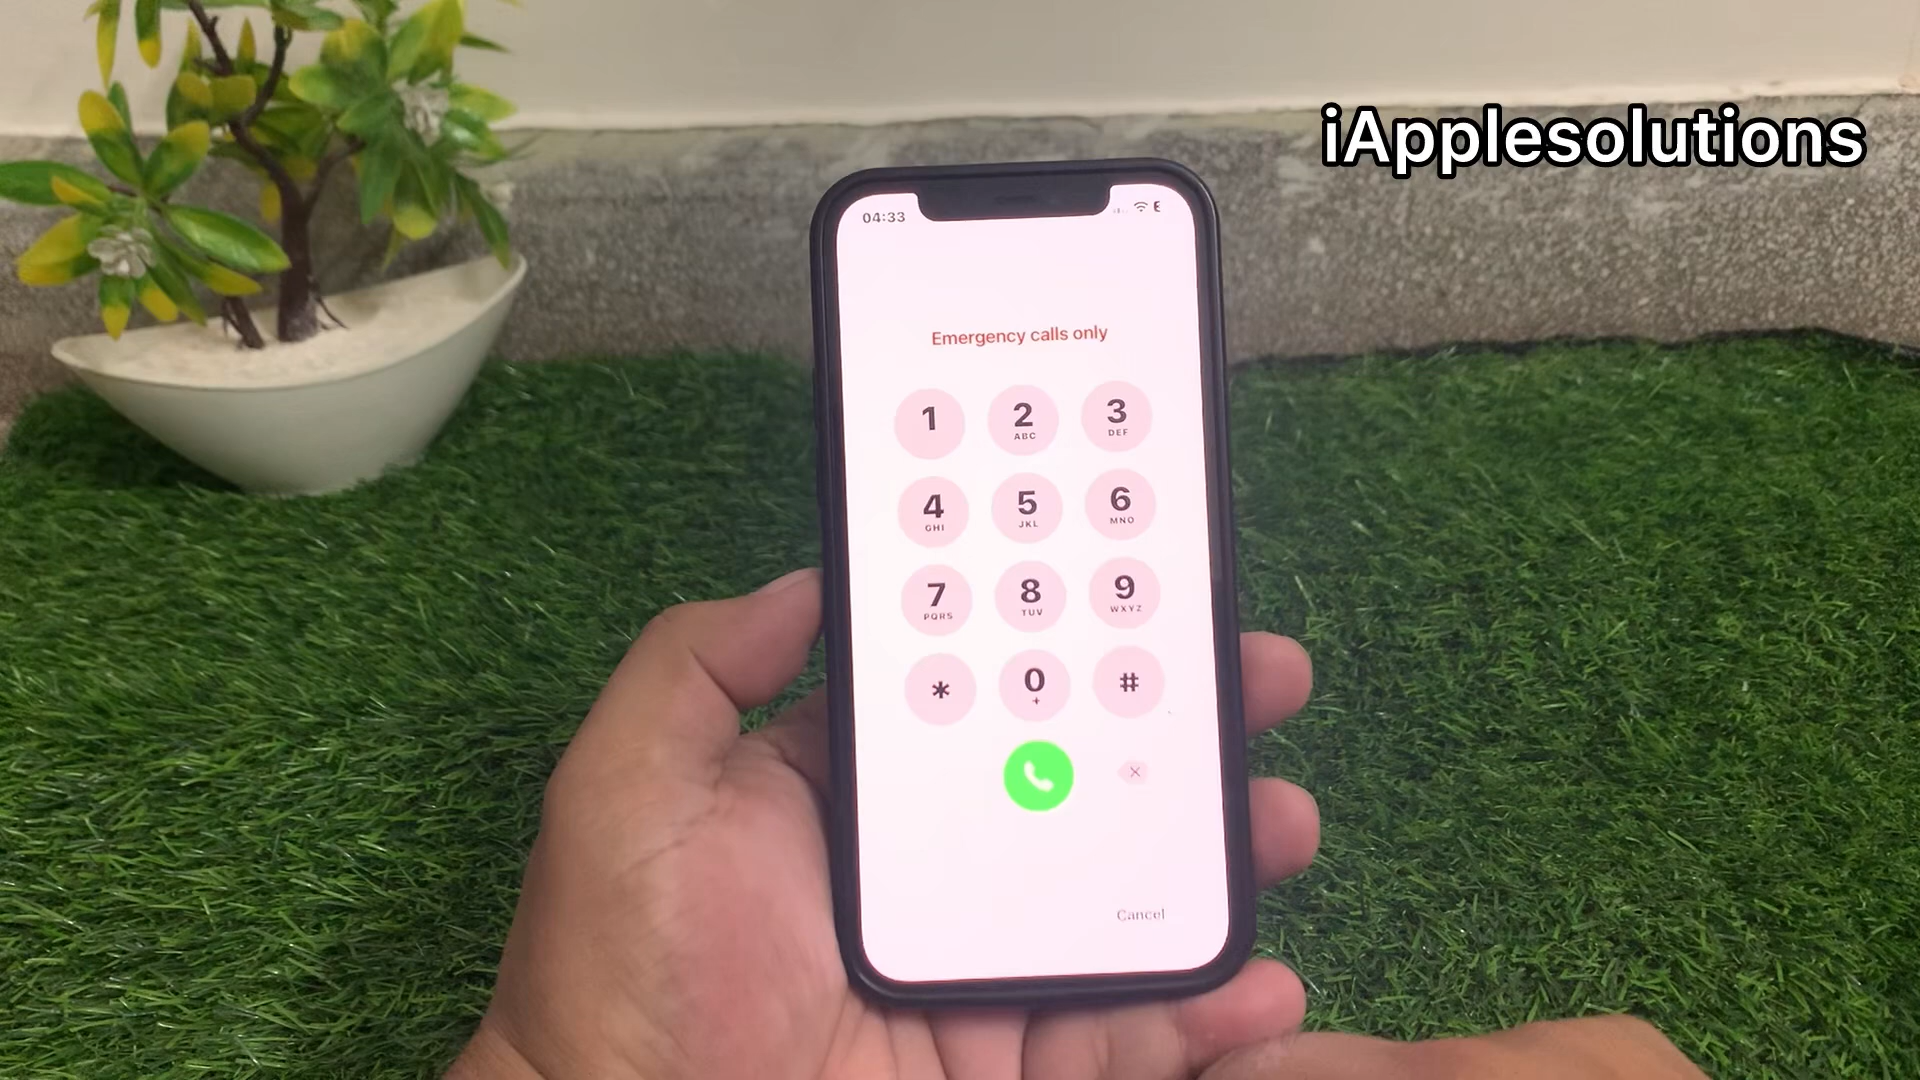 iApplesolutions
04:33
Emergency calls only
1
2
ABC
3
DEF
4
GHI
5
JKL
6
MNO
7
PQRS
8
TUV
9
WXYZ
*
0
+
#
Cancel